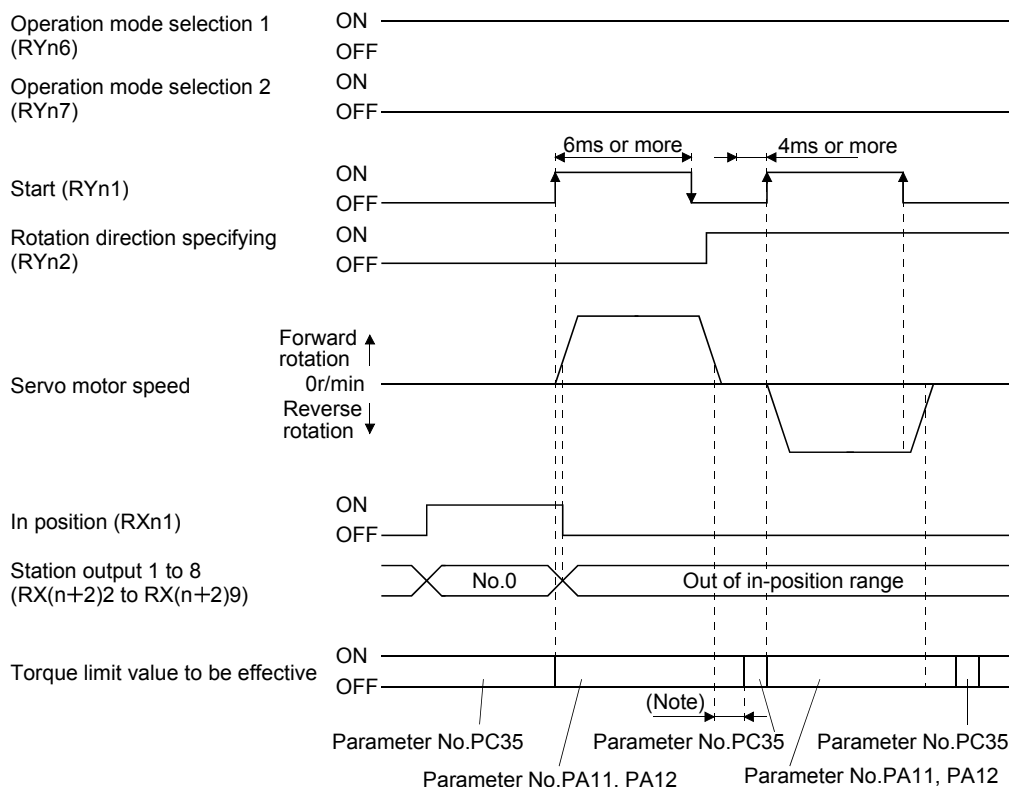 Operation mode selection 1
(RYn6)
ON
OFF
Operation mode selection 2
(RYn7)
ON
OFF
6ms or more
4ms or more
Start (RYn1)
ON
OFF
Rotation direction specifying
(RYn2)
ON
OFF
Servo motor speed
Forward
rotation
0r/min
Reverse
rotation
In position (RXn1)
ON
OFF
Station output 1 to 8
(RX(n+2)2 to RX(n+2)9)
No.0
Out of in-position range
Torque limit value to be effective
ON
OFF
(Note)
Parameter No.PC35
Parameter No.PC35
Parameter No.PC35
Parameter No.PA11, PA12
Parameter No.PA11, PA12